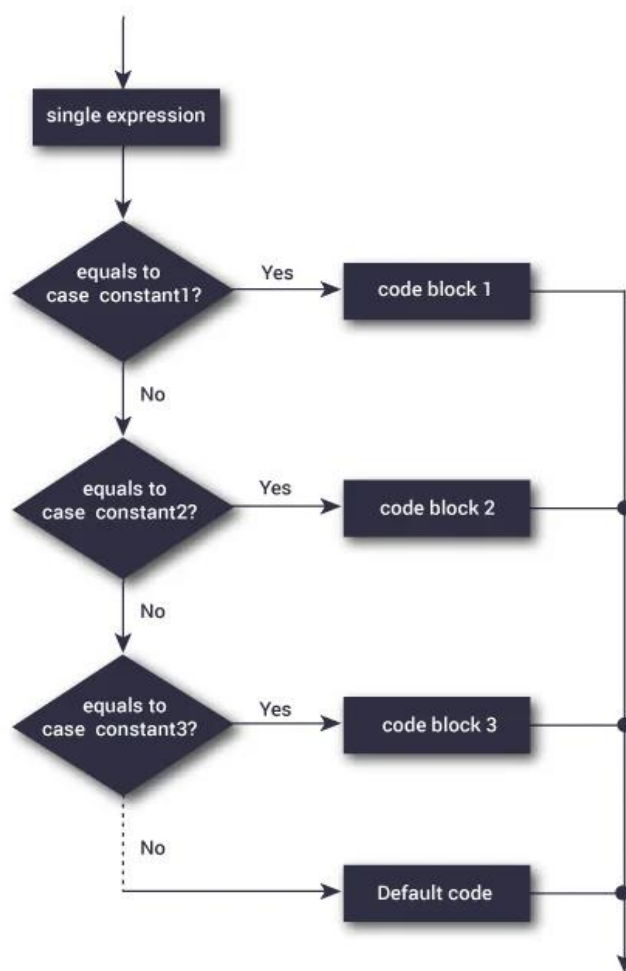 single expression
equals to
case constant1?
Yes
code block 1
No
equals to
case constant2?
Yes
code block 2
No
equals to
case constant3?
Yes
code block 3
No
Default code